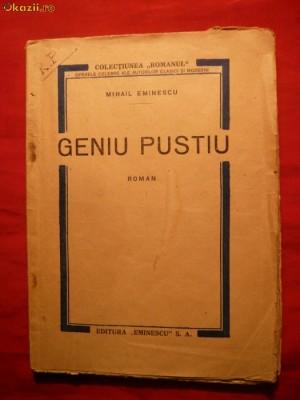 Okazii.ro
COLECȚIUNEA „ROMANUL"
OPERELE CELEBRE ALE AUTORILOR CLASICI ȘI MODERNI
MIHAIL EMINESCU
GENIU PUSTIU
ROMAN
EDITURA „EMINESCU" S. A.